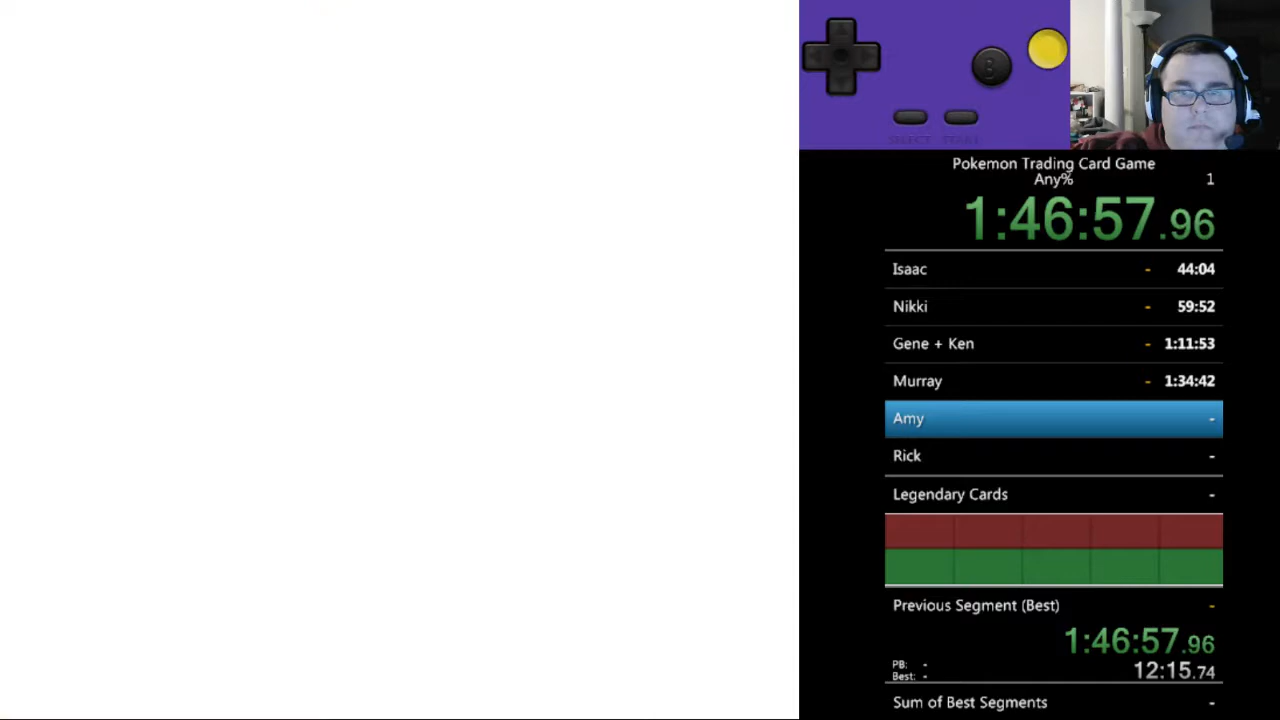 B
SELECT START
Pokemon Trading Card Game
Any% 1
1:46:57.96
Isaac - 44:04
Nikki - 59:52
Gene + Ken - 1:11:53
Murray - 1:34:42
Amy -
Rick -
Legendary Cards -
Previous Segment (Best) -
1:46:57.96
PB: -
Best: - 12:15.74
Sum of Best Segments -